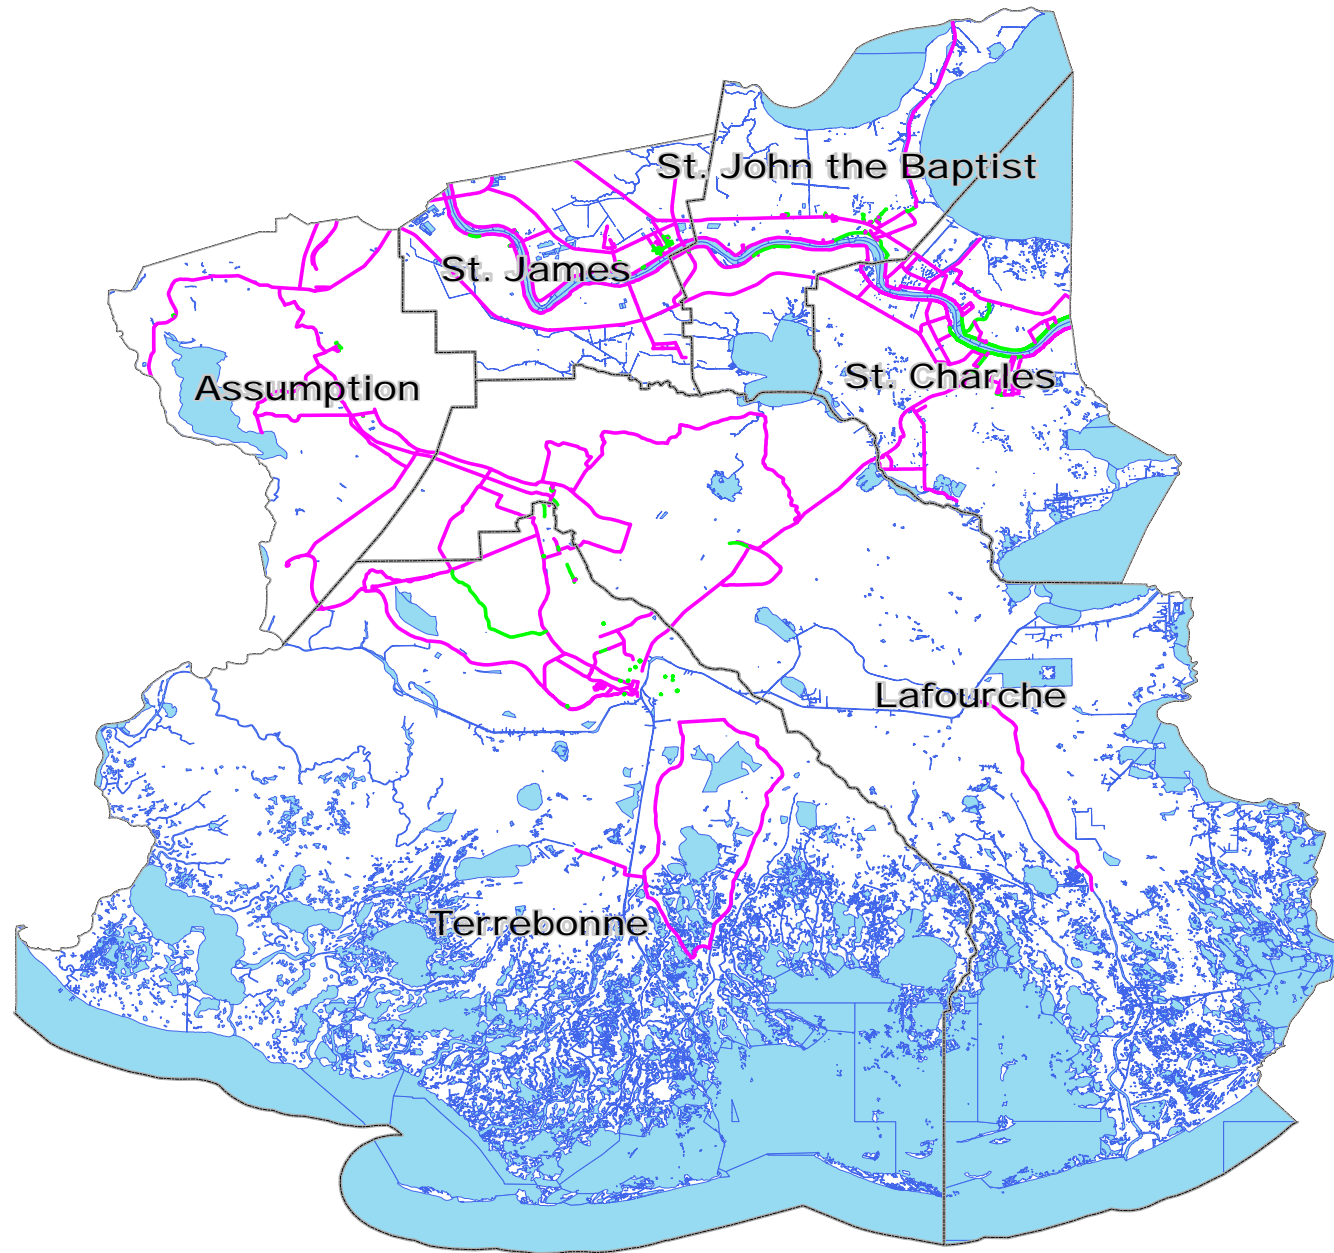 St. John the Baptist
St. James
St. Charles
Assumption
Lafourche
Terrebonne